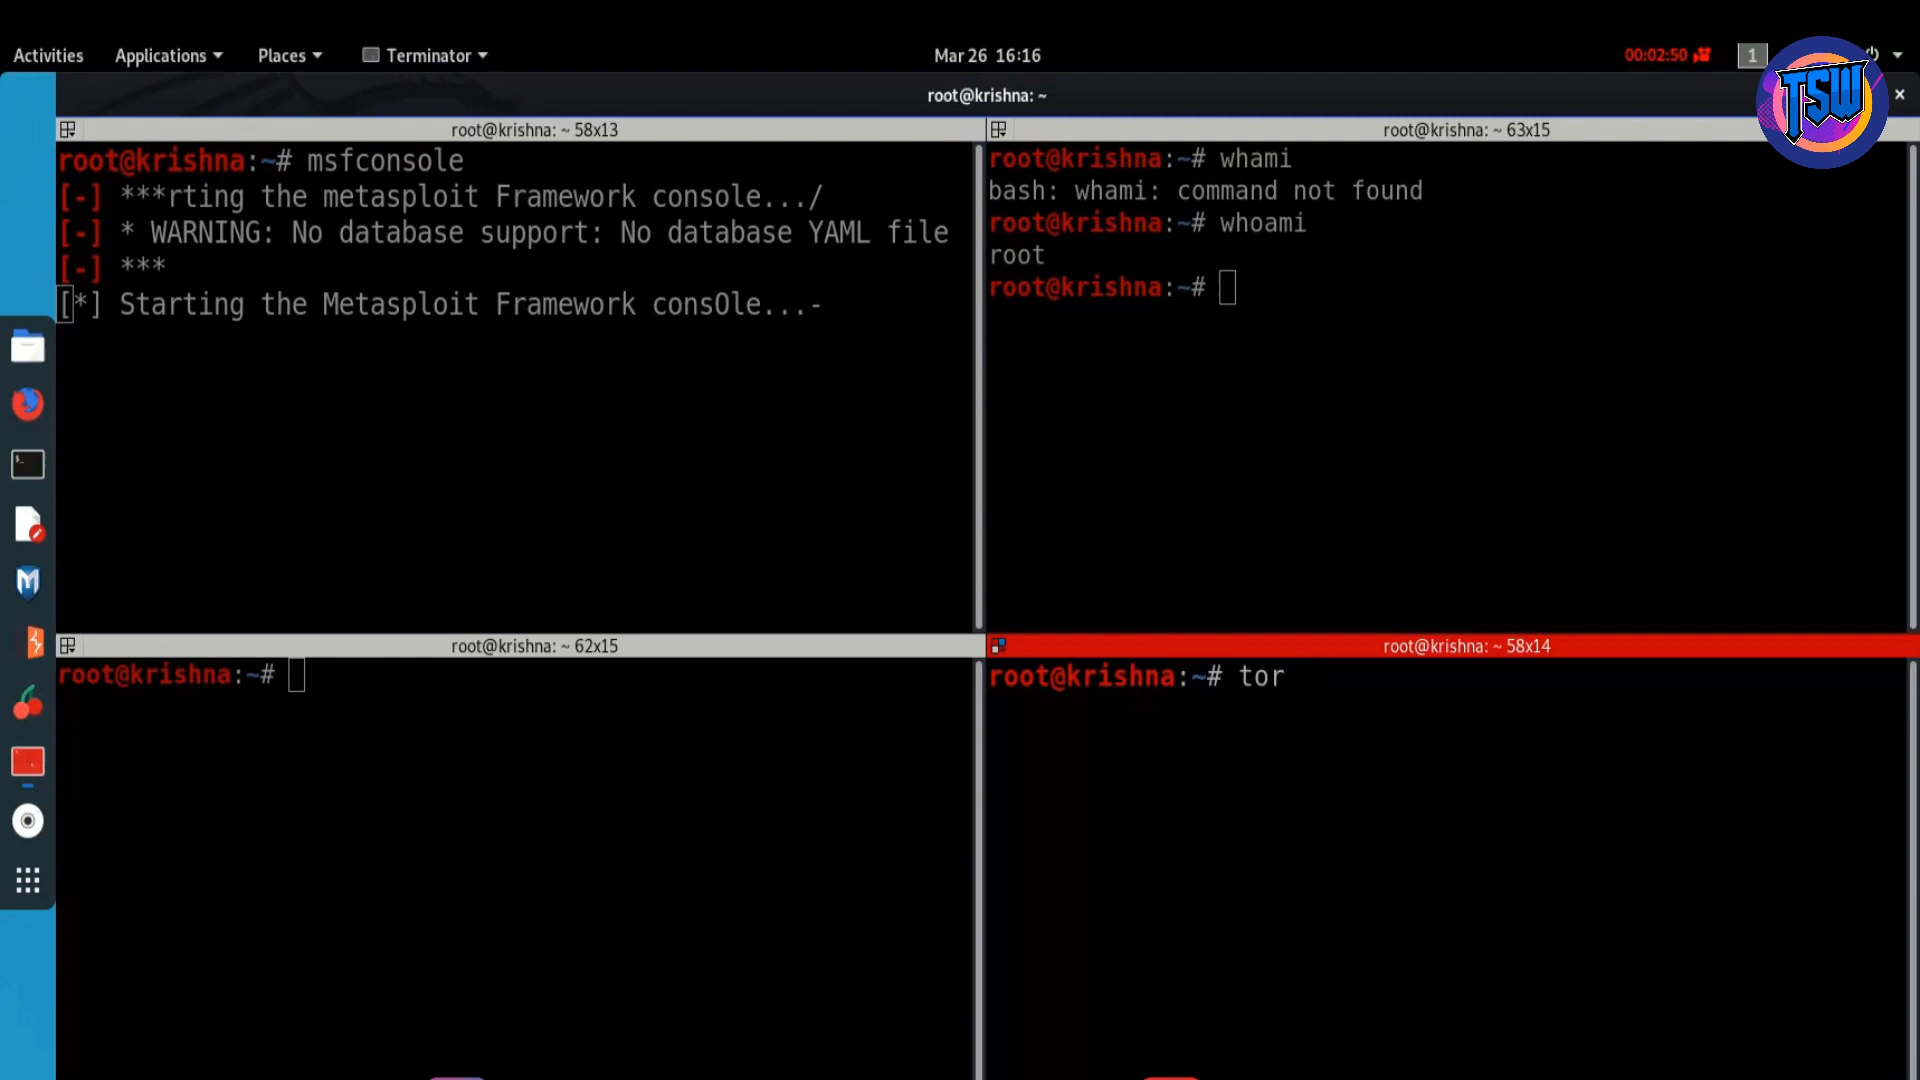 Activities Applications Places Terminator Mar 26 16:16 00:02:50 1
root@krishna: ~
TSW
root@krishna: ~ 58x13
root@krishna:~# msfconsole
[-] ***rting the metasploit Framework console.../
[-] * WARNING: No database support: No database YAML file
[-] ***
[*] Starting the Metasploit Framework consOle...-
root@krishna: ~ 63x15
root@krishna:~# whami
bash: whami: command not found
root@krishna:~# whoami
root
root@krishna:~#
root@krishna: ~ 62x15
root@krishna:~#
root@krishna: ~ 58x14
root@krishna:~# tor